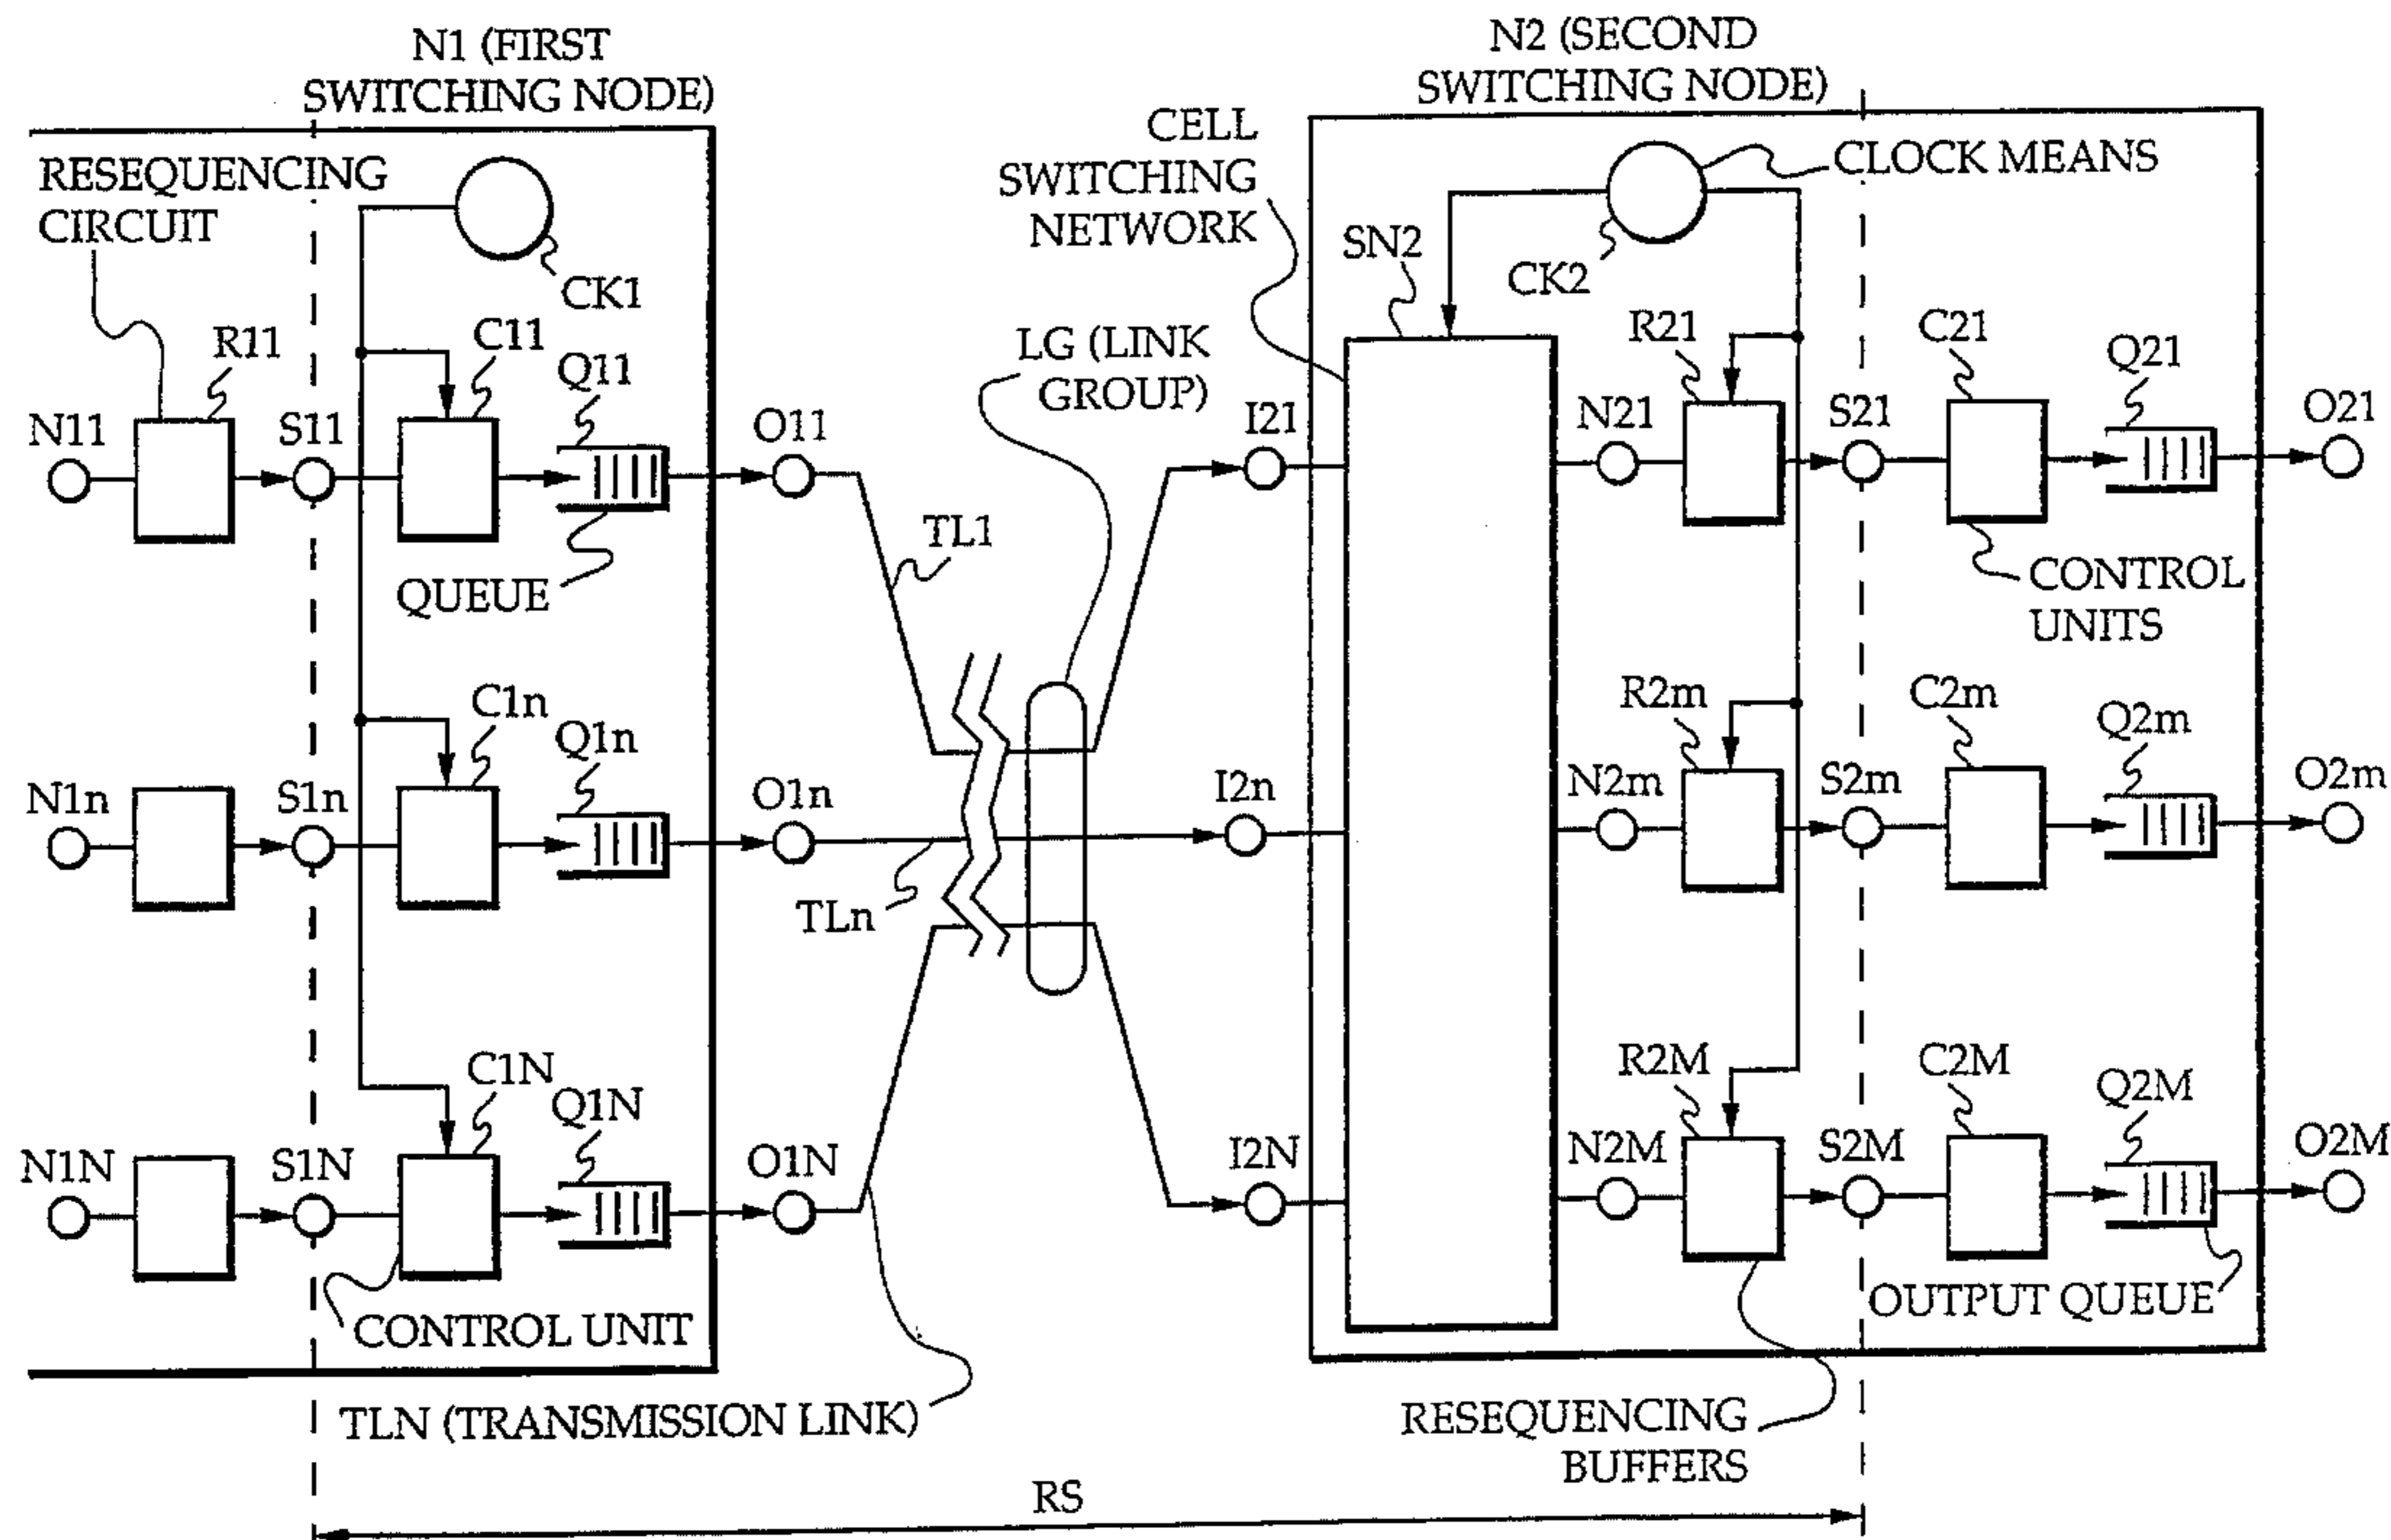 N1 (FIRST
SWITCHING NODE)
N2 (SECOND
SWITCHING NODE)
RESEQUENCING
CIRCUIT
CK1
CELL
SWITCHING
NETWORK
SN2
CK2
CLOCK MEANS
R11
C11
Q11
LG (LINK
GROUP)
R21
C21
Q21
N11
S11
O11
I21
N21
S21
O21
QUEUE
TL1
CONTROL
UNITS
C1n
Q1n
R2m
C2m
Q2m
N1n
S1n
O1n
I2n
N2m
S2m
O2m
TLn
C1N
Q1N
R2M
C2M
Q2M
N1N
S1N
O1N
I2N
N2M
S2M
O2M
CONTROL UNIT
OUTPUT QUEUE
TLN (TRANSMISSION LINK)
RESEQUENCING
BUFFERS
RS